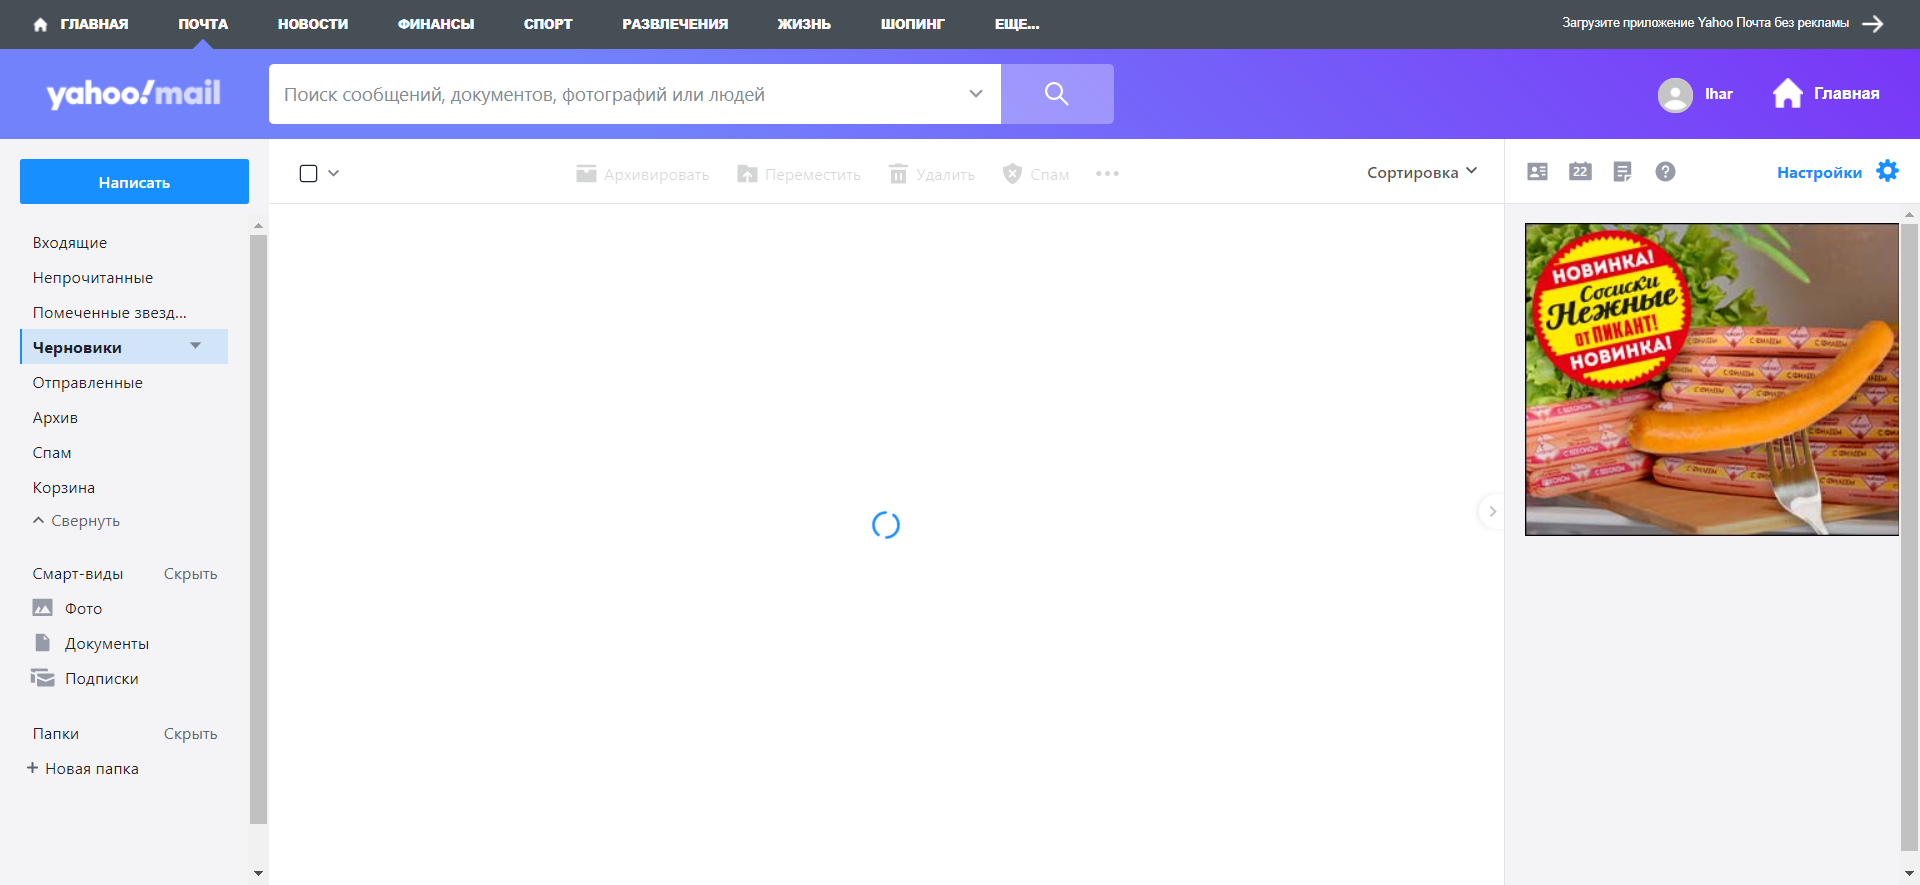 ГЛАВНАЯ ПОЧТА НОВОСТИ ФИНАНСЫ СПОРТ РАЗВЛЕЧЕНИЯ ЖИЗНЬ ШОПИНГ ЕЩЕ... Загрузите приложение Yahoo Почта без рекламы
yahoo!mail Поиск сообщений, документов, фотографий или людей Ihar Главная
Написать Архивировать Переместить Удалить Спам Сортировка 22 Настройки
Входящие
Непрочитанные
Помеченные звезд...
Черновики
Отправленные
Архив
Спам
Корзина
Свернуть
Смарт-виды Скрыть
Фото
Документы
Подписки
Папки Скрыть
Новая папка
НОВИНКА!
Сосиски
Нежные
от ПИКАНТ!
НОВИНКА!